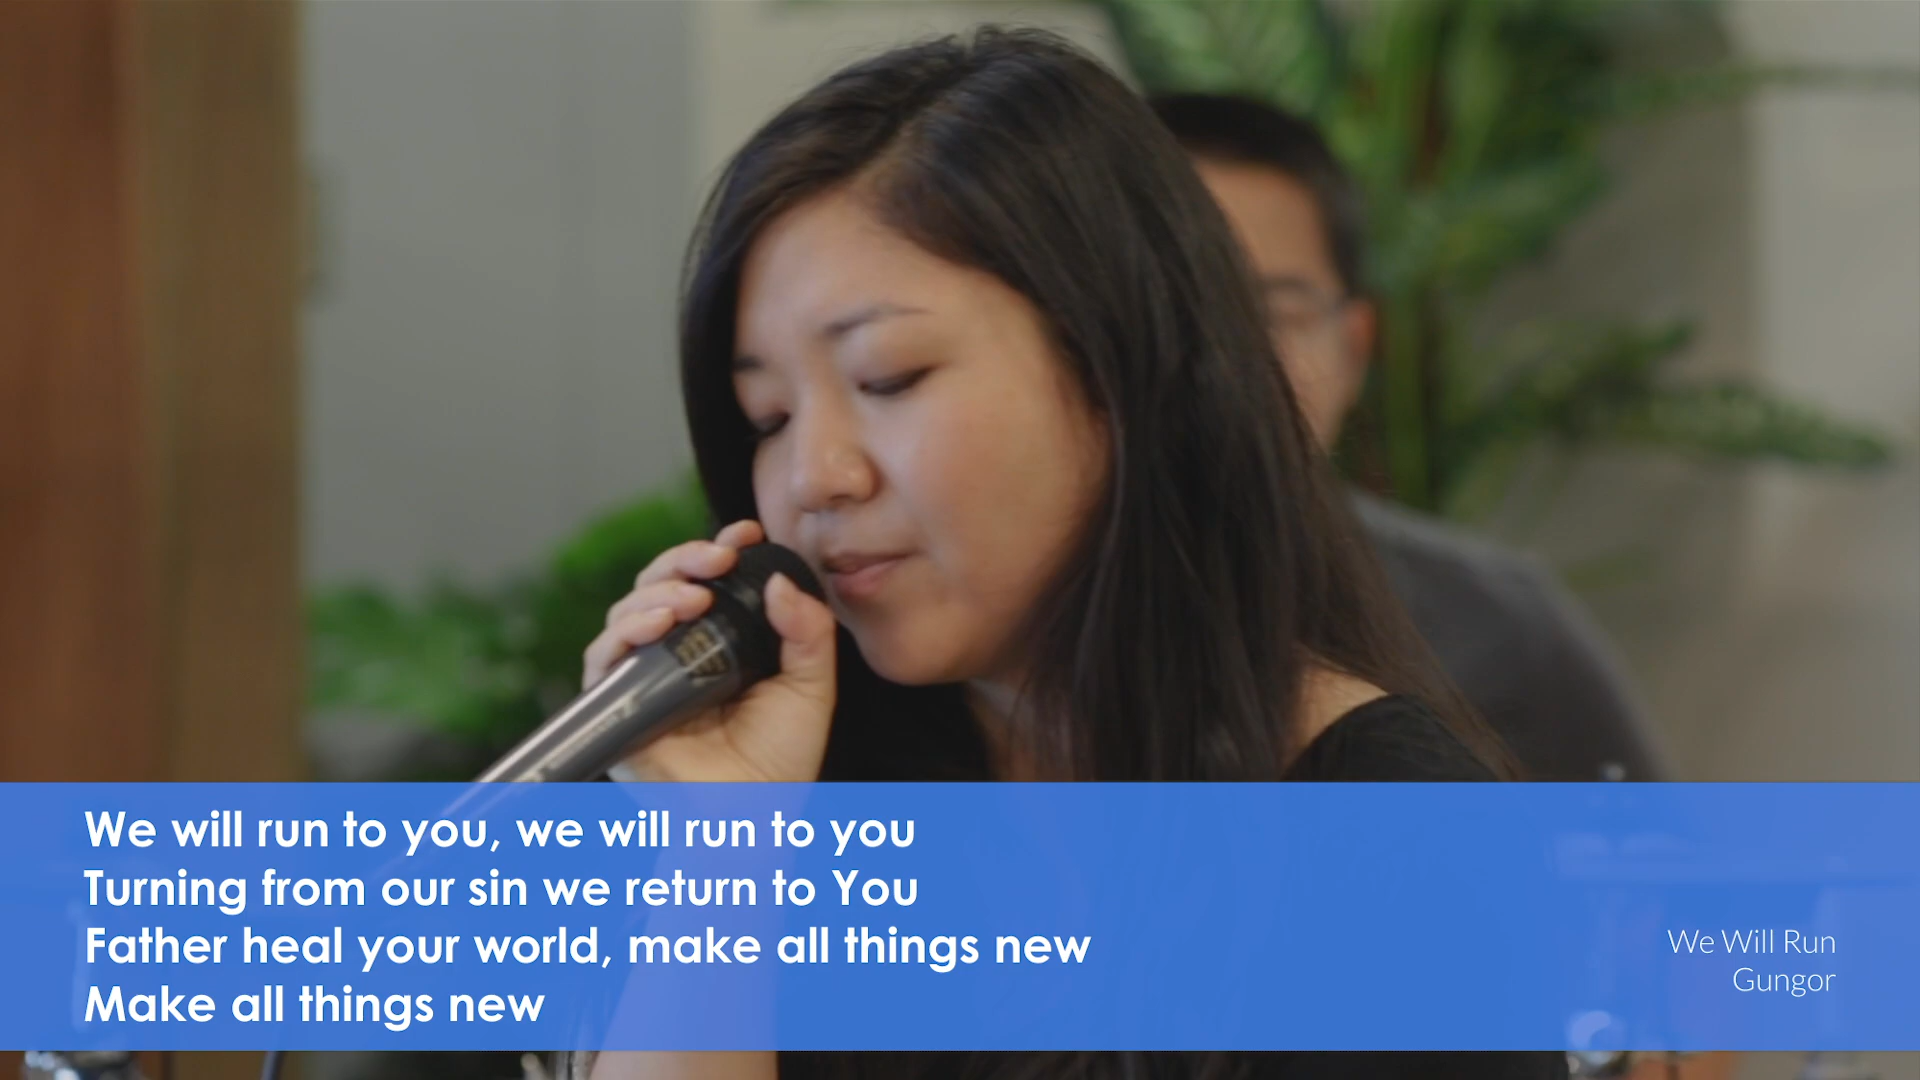 We will run to you, we will run to you
Turning from our sin we return to You
Father heal your world, make all things new
Make all things new
We Will Run
Gungor